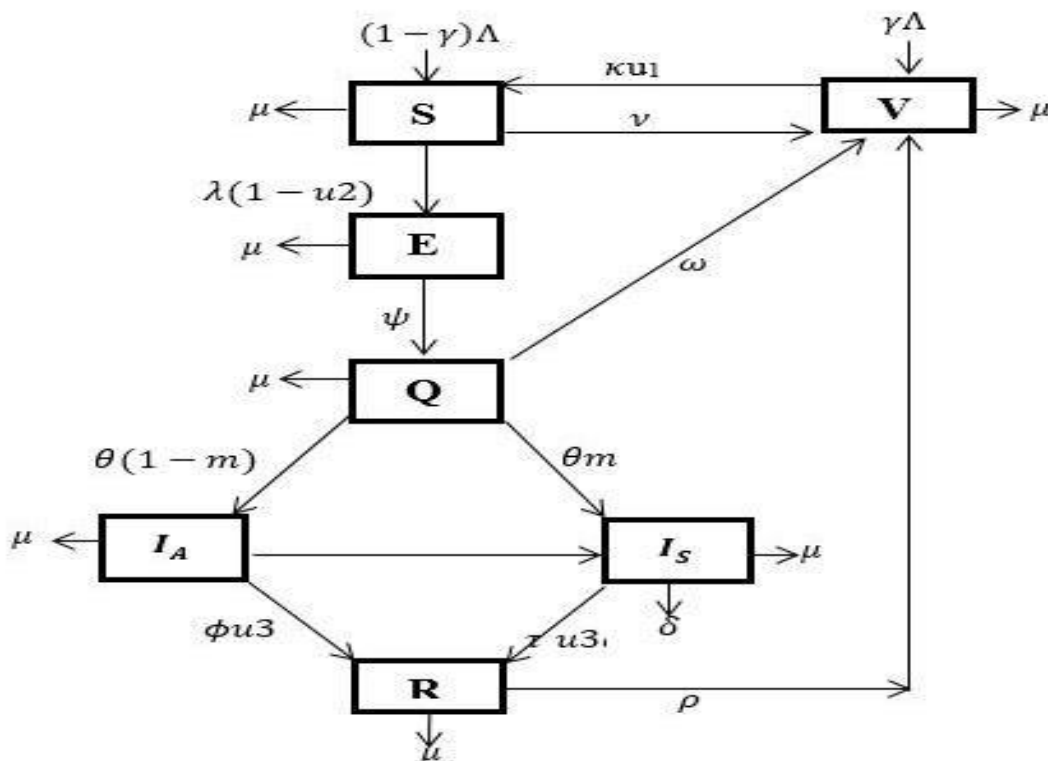 (1 − γ)Λ
γΛ
κu1
μ
S
ν
V
μ
λ(1 − u2)
μ
E
ω
ψ
μ
Q
θ(1 − m)
θm
μ
I_A
I_S
μ
ϕu3
τ u3
δ
R
ρ
μ